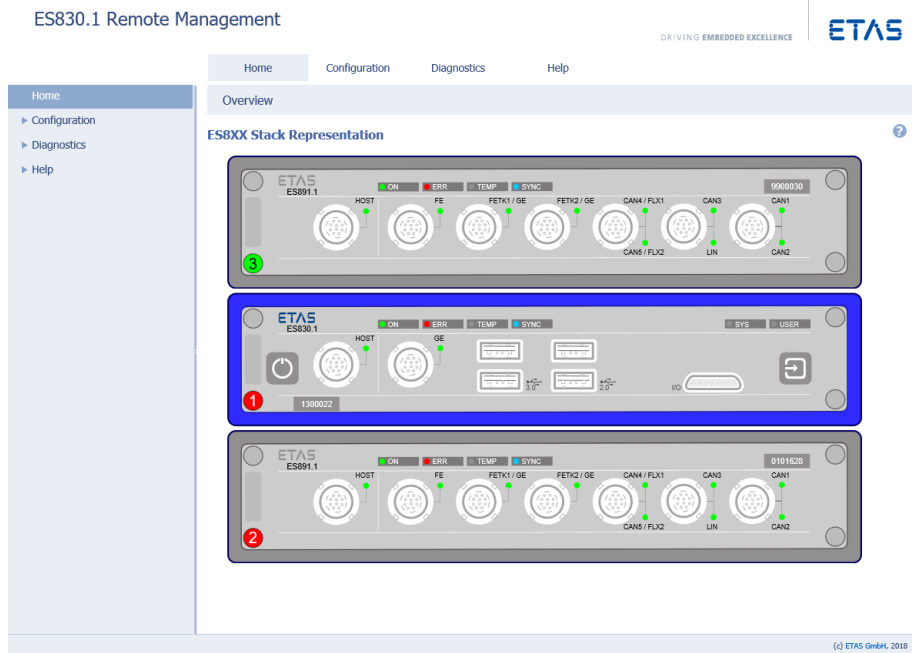 ES830.1 Remote Management
DRIVING EMBEDDED EXCELLENCE
ETAS
Home Configuration Diagnostics Help
Home
Configuration
Diagnostics
Help
Overview
ES8XX Stack Representation
?
ETAS
ES891.1
ON ERR TEMP SYNC
9900030
HOST FE FETK1 / GE FETK2 / GE CAN4 / FLX1 CAN3 CAN1
CAN5 / FLX2 LIN CAN2
3
ETAS
ES830.1
ON ERR TEMP SYNC SYS USER
HOST GE
3.0 2.0 I/O
1
1300022
ETAS
ES891.1
ON ERR TEMP SYNC
0101628
HOST FE FETK1 / GE FETK2 / GE CAN4 / FLX1 CAN3 CAN1
CAN5 / FLX2 LIN CAN2
2
(c) ETAS GmbH, 2018